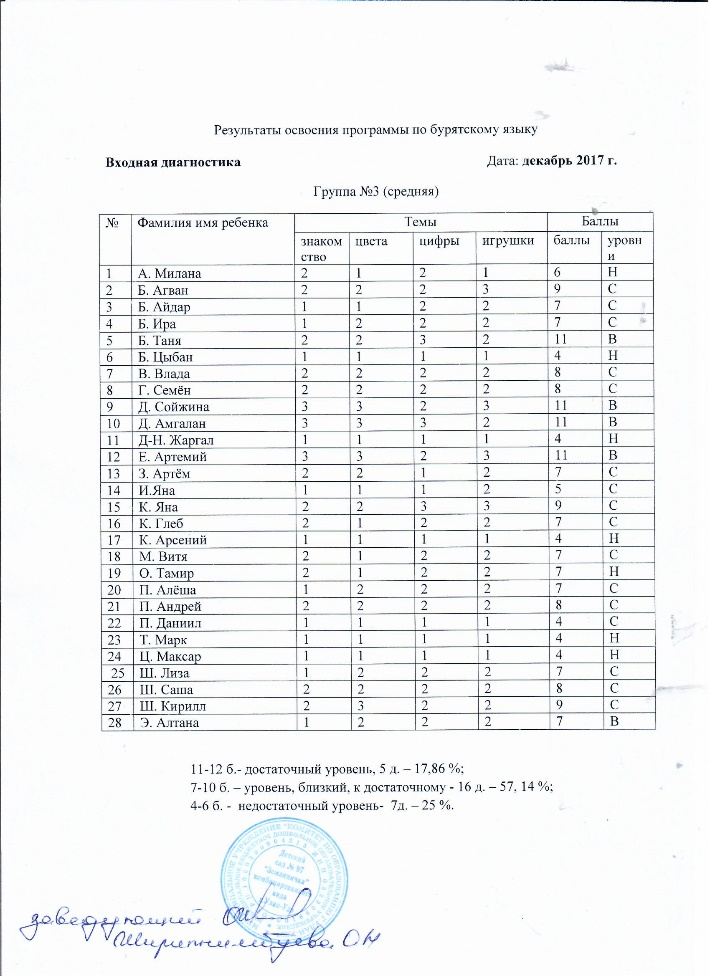 Результаты освоения программы по бурятскому языку
Входная диагностика Дата: декабрь 2017 г.
Группа №3 (средняя)
№ Фамилия имя ребенка Темы Баллы
знаком цвета цифры игрушки баллы уровн
ство и
1 А. Милана 2 1 2 1 6 Н
2 Б. Агван 2 2 2 3 9 С
3 Б. Айдар 1 1 2 2 7 С
4 Б. Ира 1 2 2 2 7 С
5 Б. Таня 2 2 3 2 11 В
6 Б. Цыбан 1 1 1 1 4 Н
7 В. Влада 2 2 2 2 8 С
8 Г. Семён 2 2 2 2 8 С
9 Д. Сойжина 3 3 2 3 11 В
10 Д. Амгалан 3 3 3 2 11 В
11 Д-Н. Жаргал 1 1 1 1 4 Н
12 Е. Артемий 3 3 2 3 11 В
13 З. Артём 2 2 1 2 7 С
14 И.Яна 1 1 1 2 5 С
15 К. Яна 2 2 3 3 9 С
16 К. Глеб 2 1 2 2 7 С
17 К. Арсений 1 1 1 1 4 Н
18 М. Витя 2 1 2 2 7 С
19 О. Тамир 2 1 2 2 7 Н
20 П. Алёша 1 2 2 2 7 С
21 П. Андрей 2 2 2 2 8 С
22 П. Даниил 1 1 1 1 4 С
23 Т. Марк 1 1 1 1 4 Н
24 Ц. Максар 1 1 1 1 4 Н
25 Ш. Лиза 1 2 2 2 7 С
26 Ш. Саша 2 2 2 2 8 С
27 Ш. Кирилл 2 3 2 2 9 С
28 Э. Алтана 1 2 2 2 7 В
11-12 б.- достаточный уровень, 5 д. – 17,86 %;
7-10 б. – уровень, близкий, к достаточному - 16 д. – 57, 14 %;
4-6 б. - недостаточный уровень- 7д. – 25 %.
Детский
сад № 97
"Земляничка"
комбинированного
вида
г.Улан-Удэ
заведующий